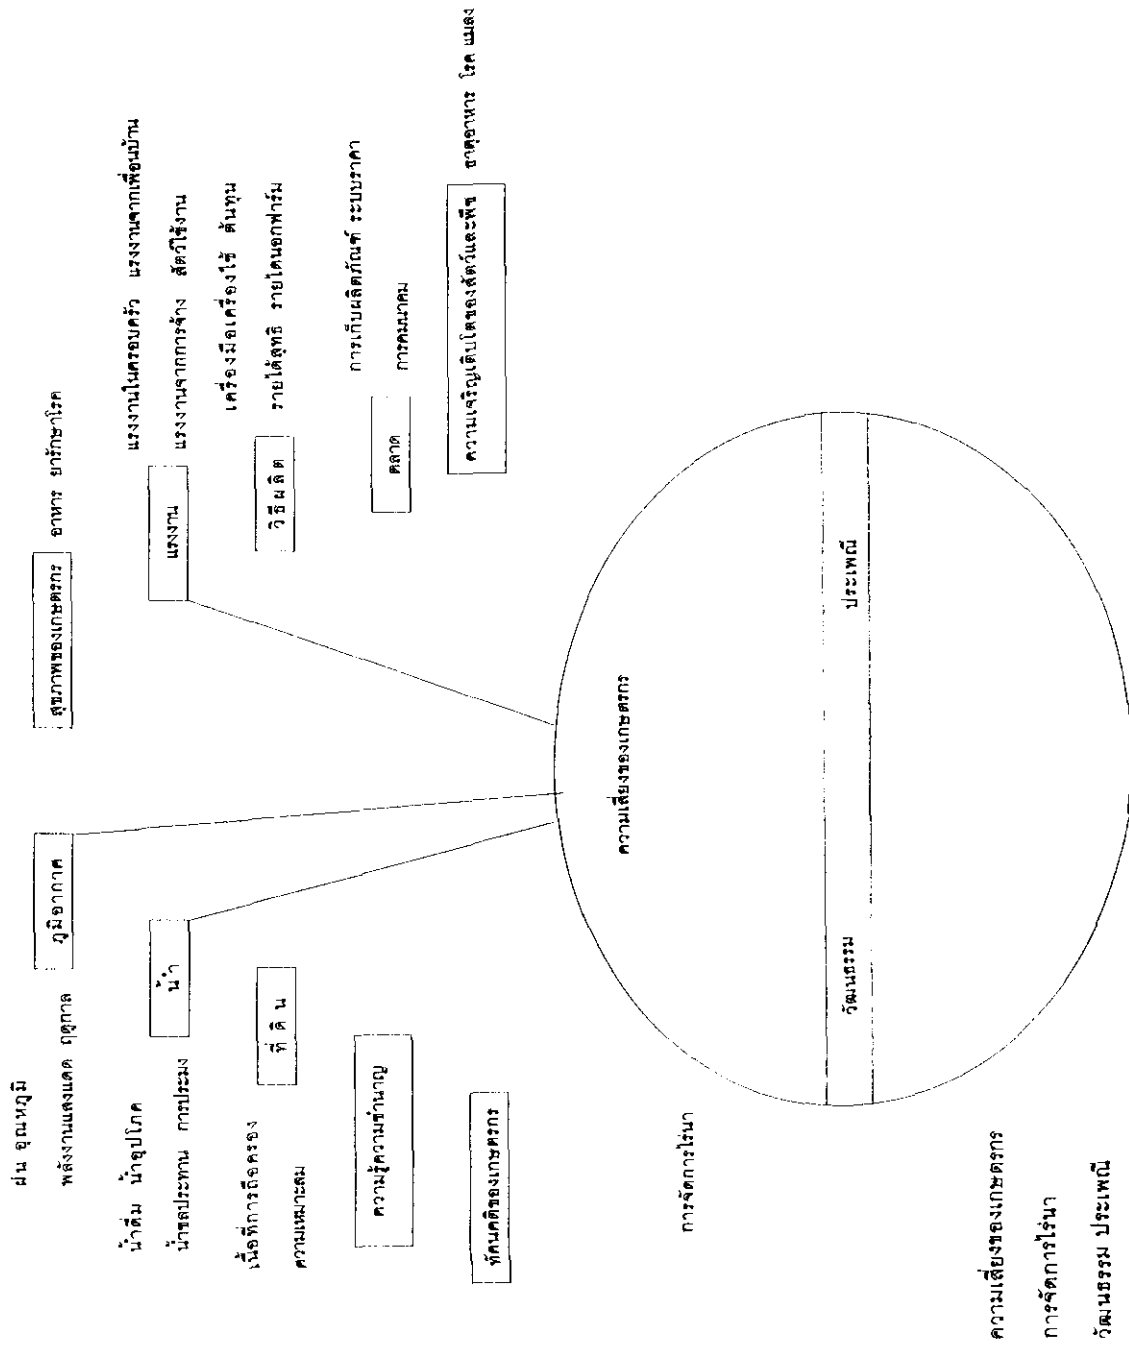 ฝน อุณหภูมิ
พลังงานแสงแดด ฤดูกาล
ภูมิอากาศ
สุขภาพของเกษตรกร
อาหาร ยารักษาโรค
น้ำดื่ม น้ำอุปโภค
น้ำชลประทาน การประมง
น้ำ
แรงงาน
แรงงานในครอบครัว แรงงานจากเพื่อนบ้าน
แรงงานจากการจ้าง สัตว์ใช้งาน
เนื้อที่การถือครอง
ความเหมาะสม
ที่ดิน
วิธีผลิต
เครื่องมือเครื่องใช้ ต้นทุน
รายได้สุทธิ รายได้นอกฟาร์ม
ความรู้ความชำนาญ
ตลาด
การเก็บผลิตภัณฑ์ ระบบราคา
การคมนาคม
ทัศนคติของเกษตรกร
ความเจริญเติบโตของสัตว์และพืช
ธาตุอาหาร โรค แมลง
ความเสี่ยงของเกษตรกร
การจัดการไร่นา
วัฒนธรรม
ประเพณี
ความเสี่ยงของเกษตรกร
การจัดการไร่นา
วัฒนธรรม ประเพณี